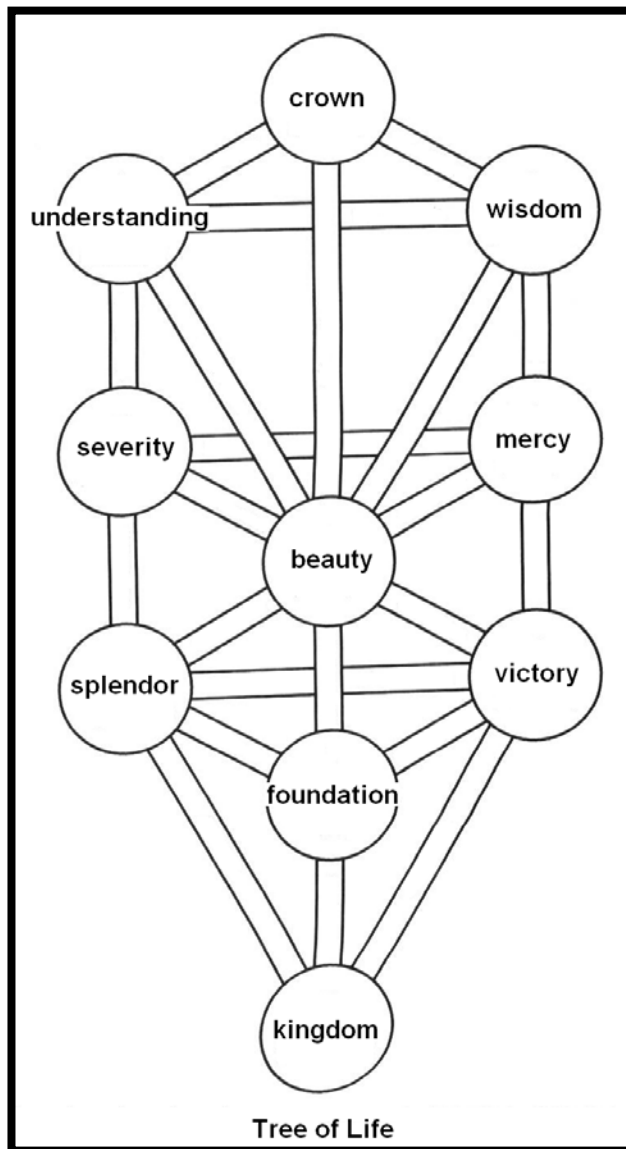 crown
understanding
wisdom
severity
mercy
beauty
splendor
victory
foundation
kingdom
Tree of Life